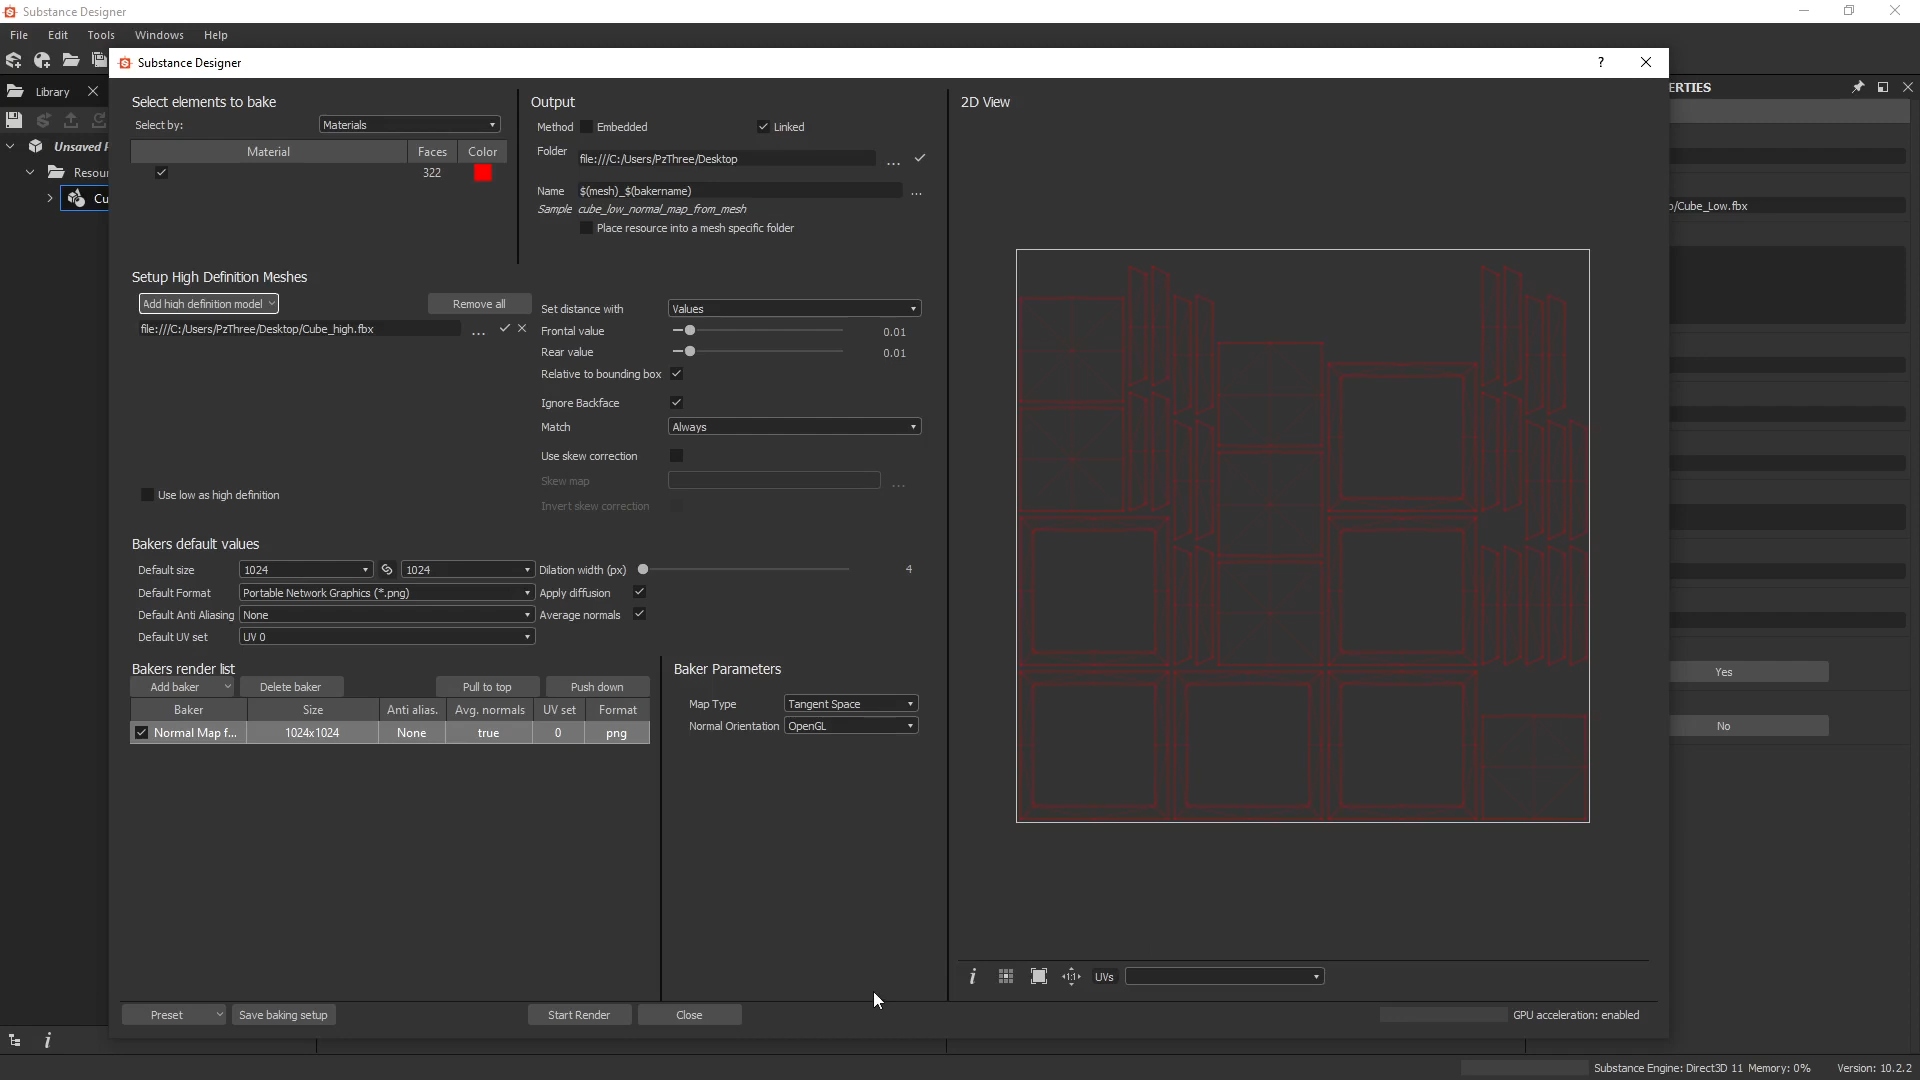 Substance Designer
File Edit Tools Windows Help
Substance Designer ?
Library
Unsaved P
Resou
Cu
Select elements to bake
Select by: Materials
Material Faces Color
322
Output
Method Embedded Linked
Folder file:///C:/Users/PzThree/Desktop ...
Name $(mesh)_$(bakername) ...
Sample cube_low_normal_map_from_mesh
Place resource into a mesh specific folder
Setup High Definition Meshes
Add high definition model Remove all
file:///C:/Users/PzThree/Desktop/Cube_high.fbx ...
Use low as high definition
Set distance with Values
Frontal value 0.01
Rear value 0.01
Relative to bounding box
Ignore Backface
Match Always
Use skew correction
Skew map ...
Invert skew correction
Bakers default values
Default size 1024 1024 Dilation width (px) 4
Default Format Portable Network Graphics (*.png) Apply diffusion
Default Anti Aliasing None Average normals
Default UV set UV 0
Bakers render list
Add baker Delete baker Pull to top Push down
Baker Size Anti alias. Avg. normals UV set Format
Normal Map f... 1024x1024 None true 0 png
Baker Parameters
Map Type Tangent Space
Normal Orientation OpenGL
2D View
i 1:1 UVs
Preset Save baking setup Start Render Close
GPU acceleration: enabled
ERTIES
p/Cube_Low.fbx
Yes
No
i
Substance Engine: Direct3D 11 Memory: 0% Version: 10.2.2